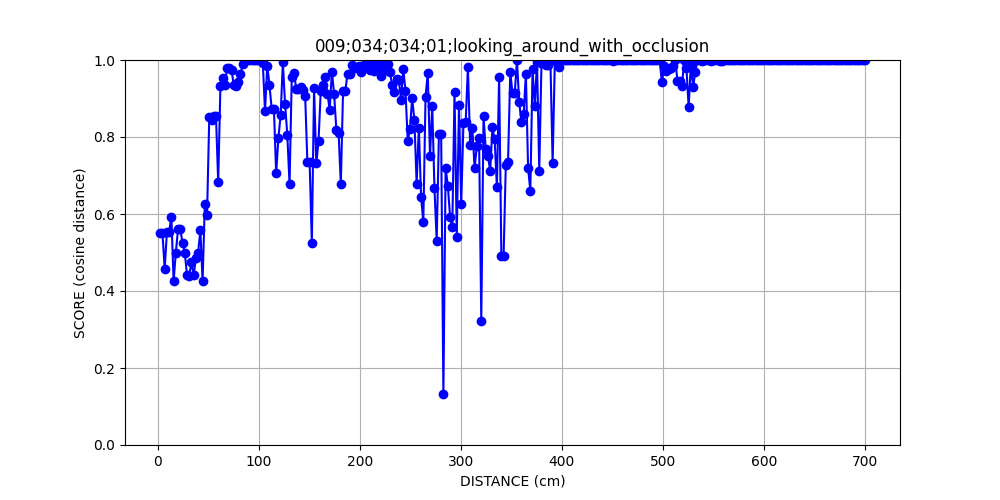 009;034;034;01;looking_around_with_occlusion
SCORE (cosine distance)
1.0
0.8
0.6
0.4
0.2
0.0
0 100 200 300 400 500 600 700
DISTANCE (cm)